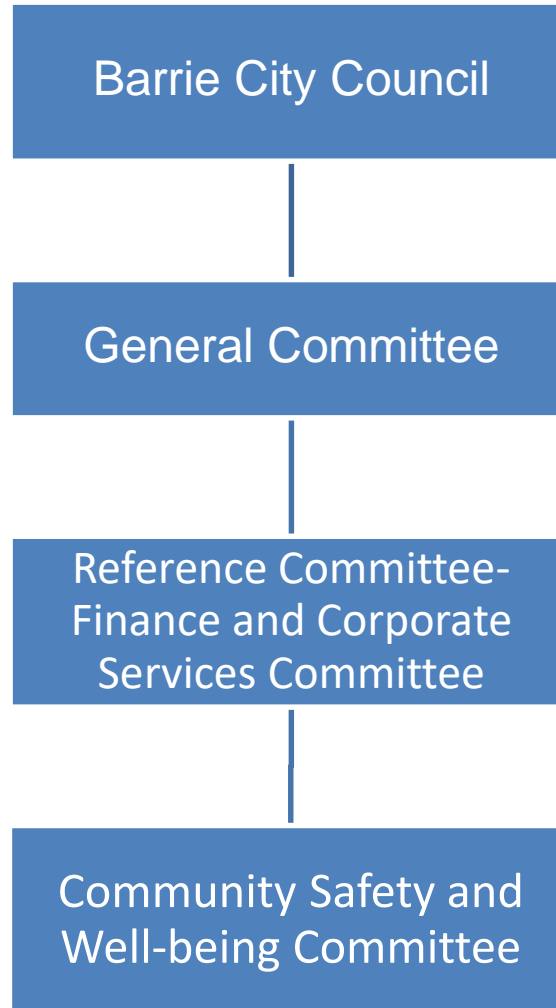 Barrie City Council
General Committee
Reference Committee-
Finance and Corporate
Services Committee
Community Safety and
Well-being Committee